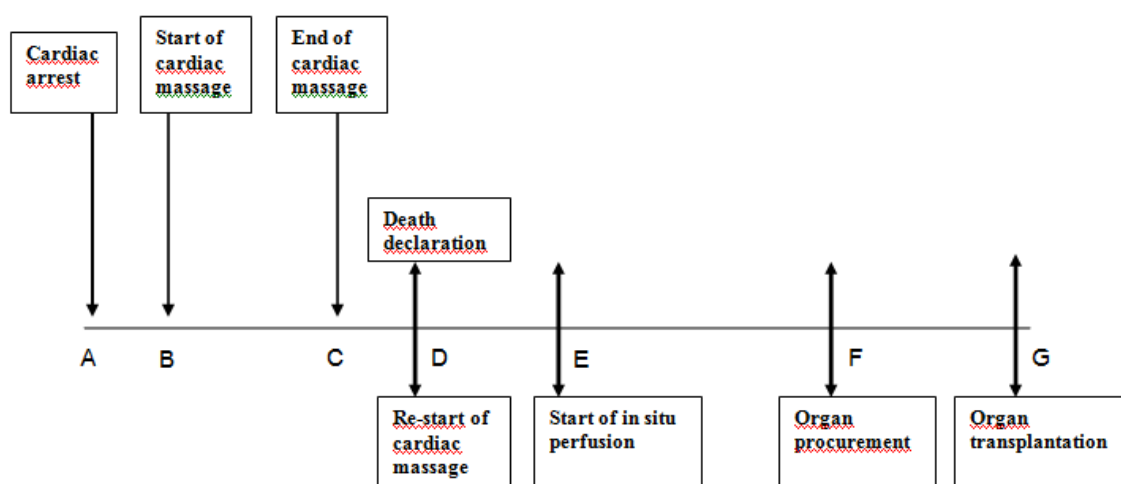 Cardiac
arrest
Start of
cardiac
massage
End of
cardiac
massage
Death
declaration
A
B
C
D
E
F
G
Re-start of
cardiac
massage
Start of in situ
perfusion
Organ
procurement
Organ
transplantation